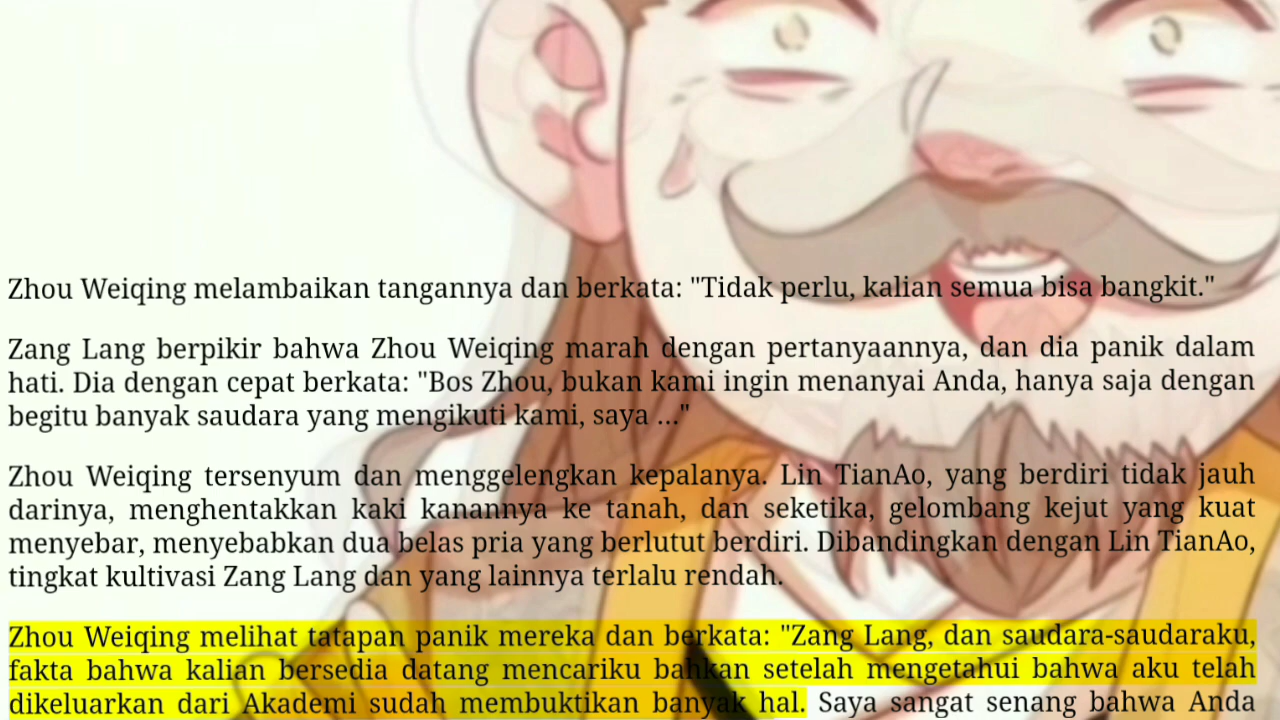 Zhou Weiqing melambaikan tangannya dan berkata: "Tidak perlu, kalian semua bisa bangkit."
Zang Lang berpikir bahwa Zhou Weiqing marah dengan pertanyaannya, dan dia panik dalam
hati. Dia dengan cepat berkata: "Bos Zhou, bukan kami ingin menanyai Anda, hanya saja dengan
begitu banyak saudara yang mengikuti kami, saya ..."
Zhou Weiqing tersenyum dan menggelengkan kepalanya. Lin TianAo, yang berdiri tidak jauh
darinya, menghentakkan kaki kanannya ke tanah, dan seketika, gelombang kejut yang kuat
menyebar, menyebabkan dua belas pria yang berlutut berdiri. Dibandingkan dengan Lin TianAo,
tingkat kultivasi Zang Lang dan yang lainnya terlalu rendah.
Zhou Weiqing melihat tatapan panik mereka dan berkata: "Zang Lang, dan saudara-saudaraku,
fakta bahwa kalian bersedia datang mencariku bahkan setelah mengetahui bahwa aku telah
dikeluarkan dari Akademi sudah membuktikan banyak hal. Saya sangat senang bahwa Anda